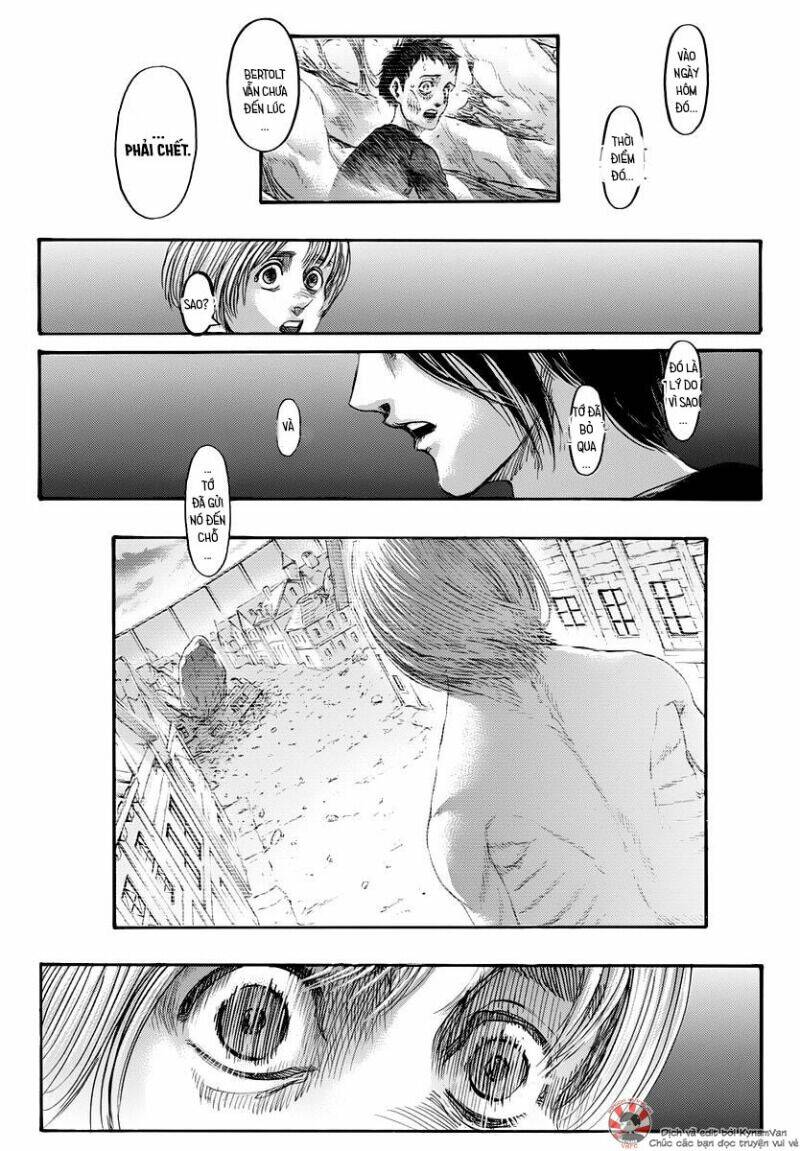 VÀO
NGÀY
HÔM
ĐÓ...
THỜI
ĐIỂM
ĐÓ...
BERTOLT
VẪN CHƯA
ĐẾN LÚC
...
...
PHẢI CHẾT.
SAO?
ĐÓ LÀ
LÝ DO
VÌ SAO
...
TỚ ĐÃ
BỎ
QUA
...
VÀ
...
TỚ
ĐÃ GỬI
NÓ ĐẾN
CHỖ
...
Dịch và edit bởi KynamVan
Chúc các bạn đọc truyện vui vẻ